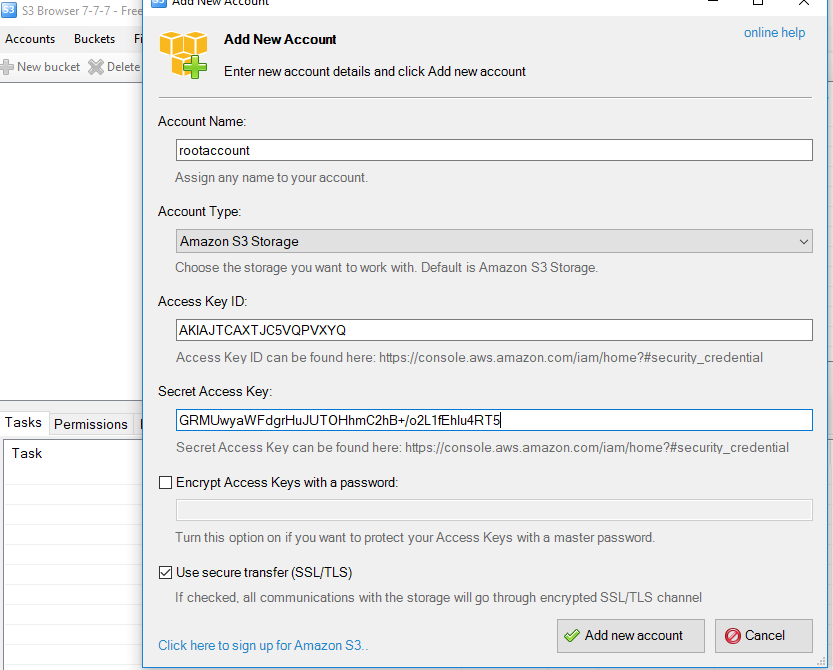 S3 Browser 7-7-7 - Free
Add New Account
Accounts Buckets
New bucket Delete
Add New Account
online help
Enter new account details and click Add new account
Account Name:
rootaccount
Assign any name to your account.
Account Type:
Amazon S3 Storage
Choose the storage you want to work with. Default is Amazon S3 Storage.
Access Key ID:
AKIAJTCAXTJC5VQPVXYQ
Access Key ID can be found here: https://console.aws.amazon.com/iam/home?#security_credential
Secret Access Key:
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
Secret Access Key can be found here: https://console.aws.amazon.com/iam/home?#security_credential
Tasks Permissions
Task
Encrypt Access Keys with a password:
Turn this option on if you want to protect your Access Keys with a master password.
Use secure transfer (SSL/TLS)
If checked, all communications with the storage will go through encrypted SSL/TLS channel
Click here to sign up for Amazon S3..
Add new account
Cancel